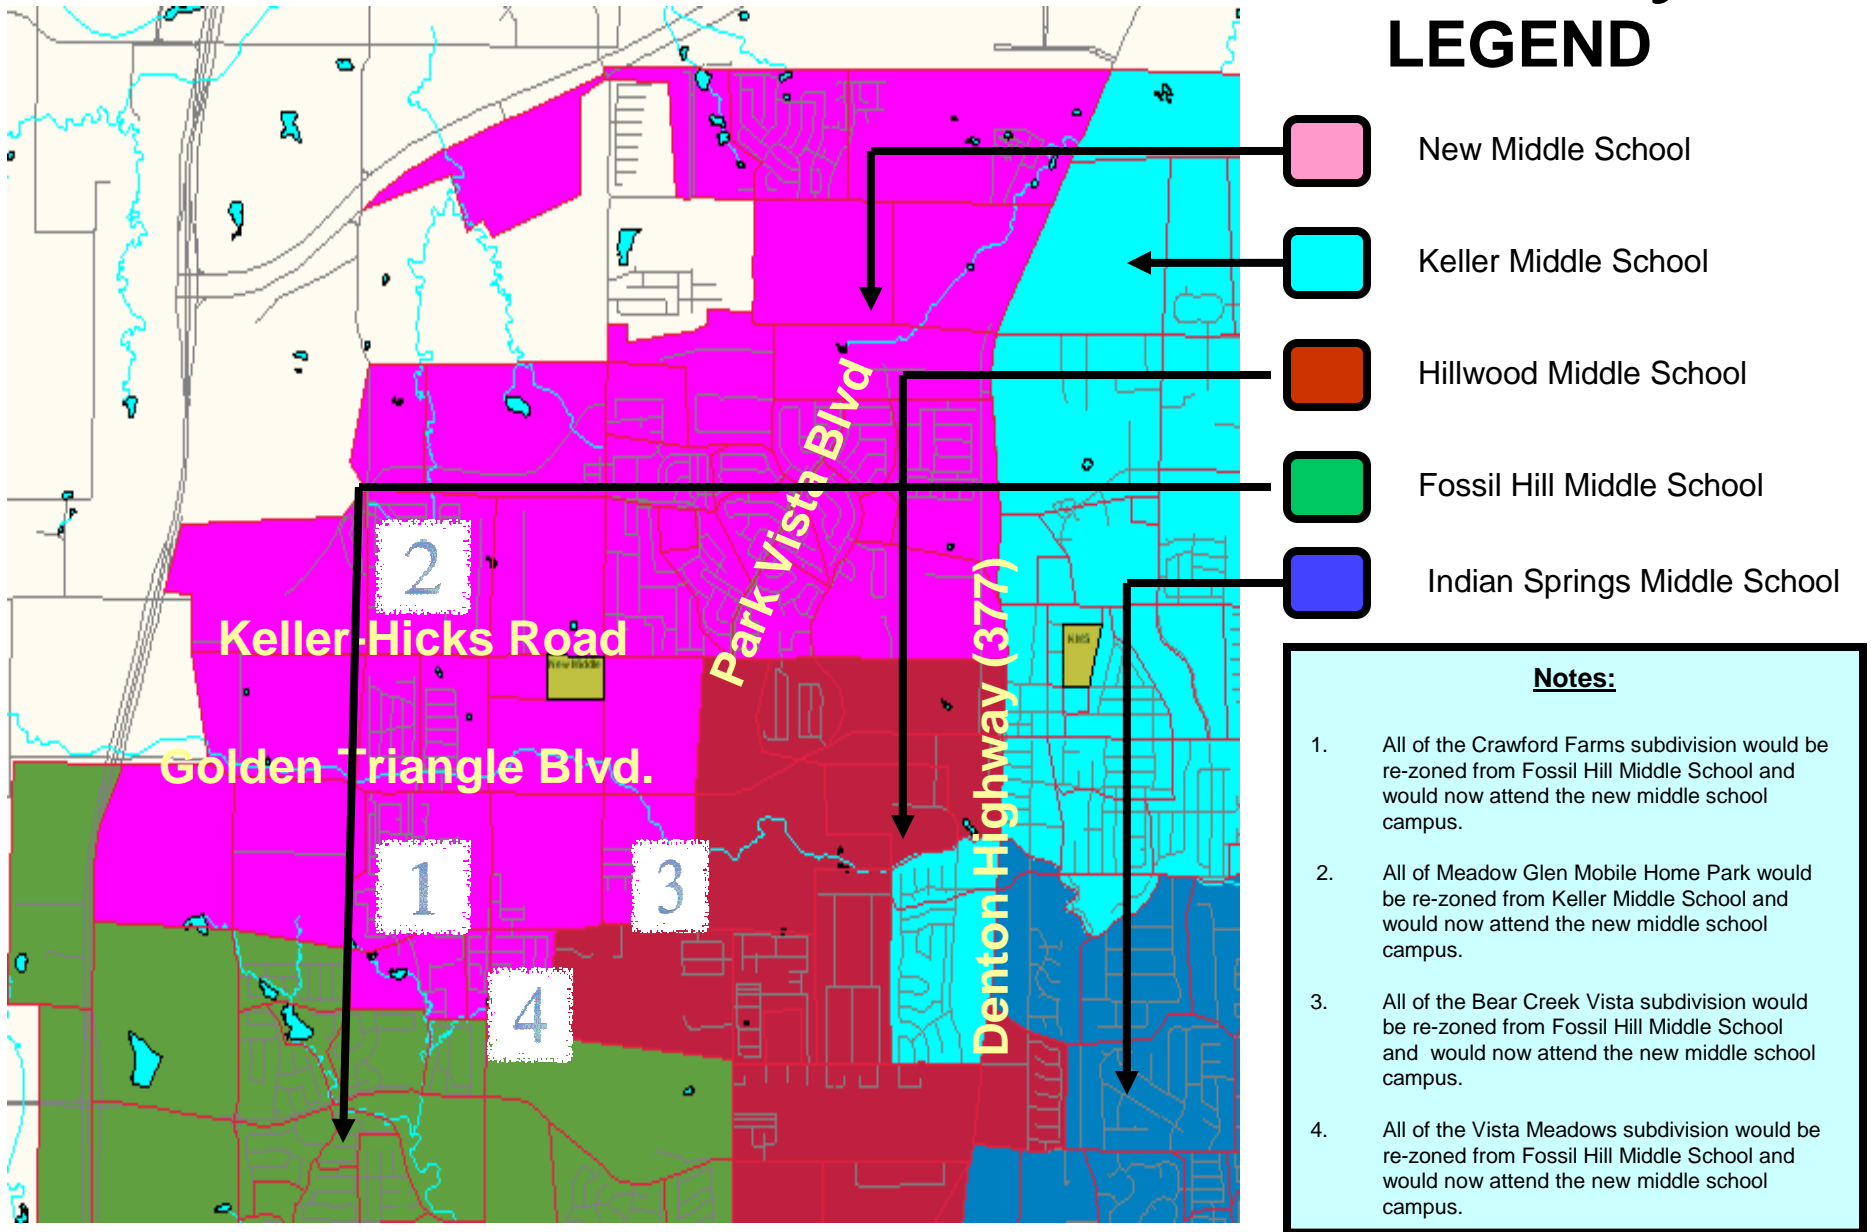 LEGEND
New Middle School
Keller Middle School
Hillwood Middle School
Fossil Hill Middle School
Indian Springs Middle School
Park Vista Blvd
2
Keller-Hicks Road
New Middle
KMS
Denton Highway (377)
Golden Triangle Blvd.
1
3
4
Notes:
1. All of the Crawford Farms subdivision would be
re-zoned from Fossil Hill Middle School and
would now attend the new middle school
campus.
2. All of Meadow Glen Mobile Home Park would
be re-zoned from Keller Middle School and
would now attend the new middle school
campus.
3. All of the Bear Creek Vista subdivision would
be re-zoned from Fossil Hill Middle School
and would now attend the new middle school
campus.
4. All of the Vista Meadows subdivision would be
re-zoned from Fossil Hill Middle School and
would now attend the new middle school
campus.